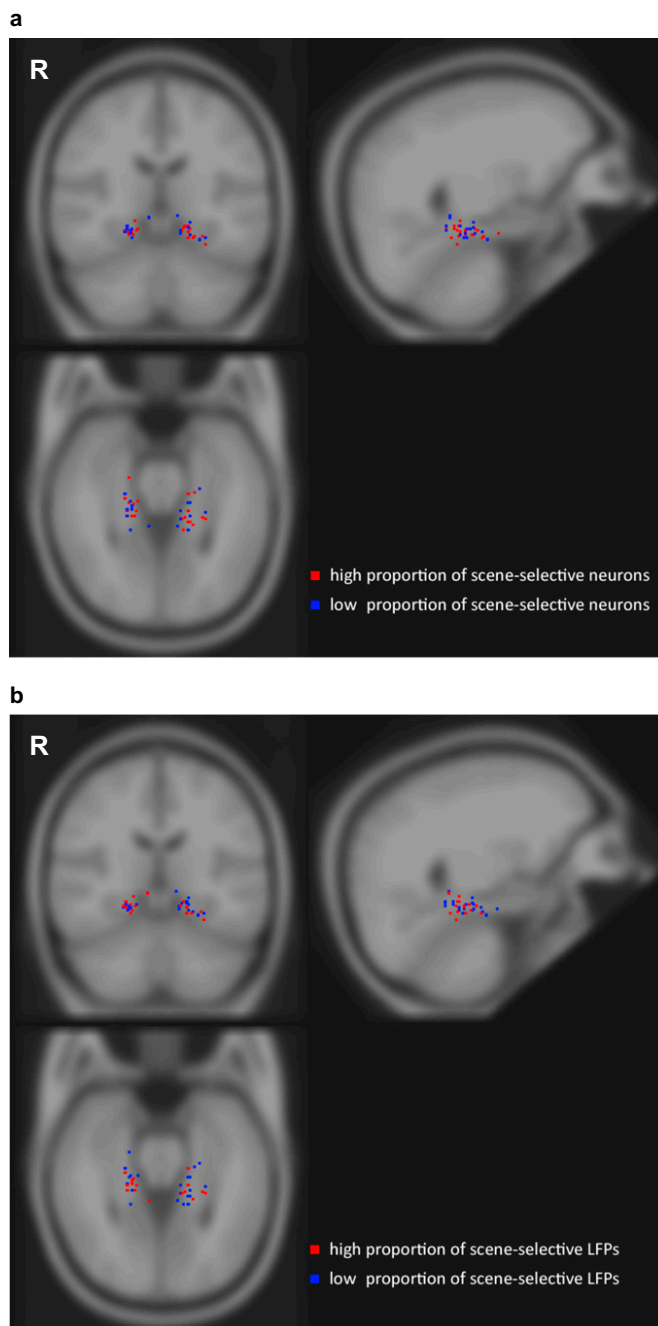 a
R
high proportion of scene-selective neurons
low proportion of scene-selective neurons
b
R
high proportion of scene-selective LFPs
low proportion of scene-selective LFPs